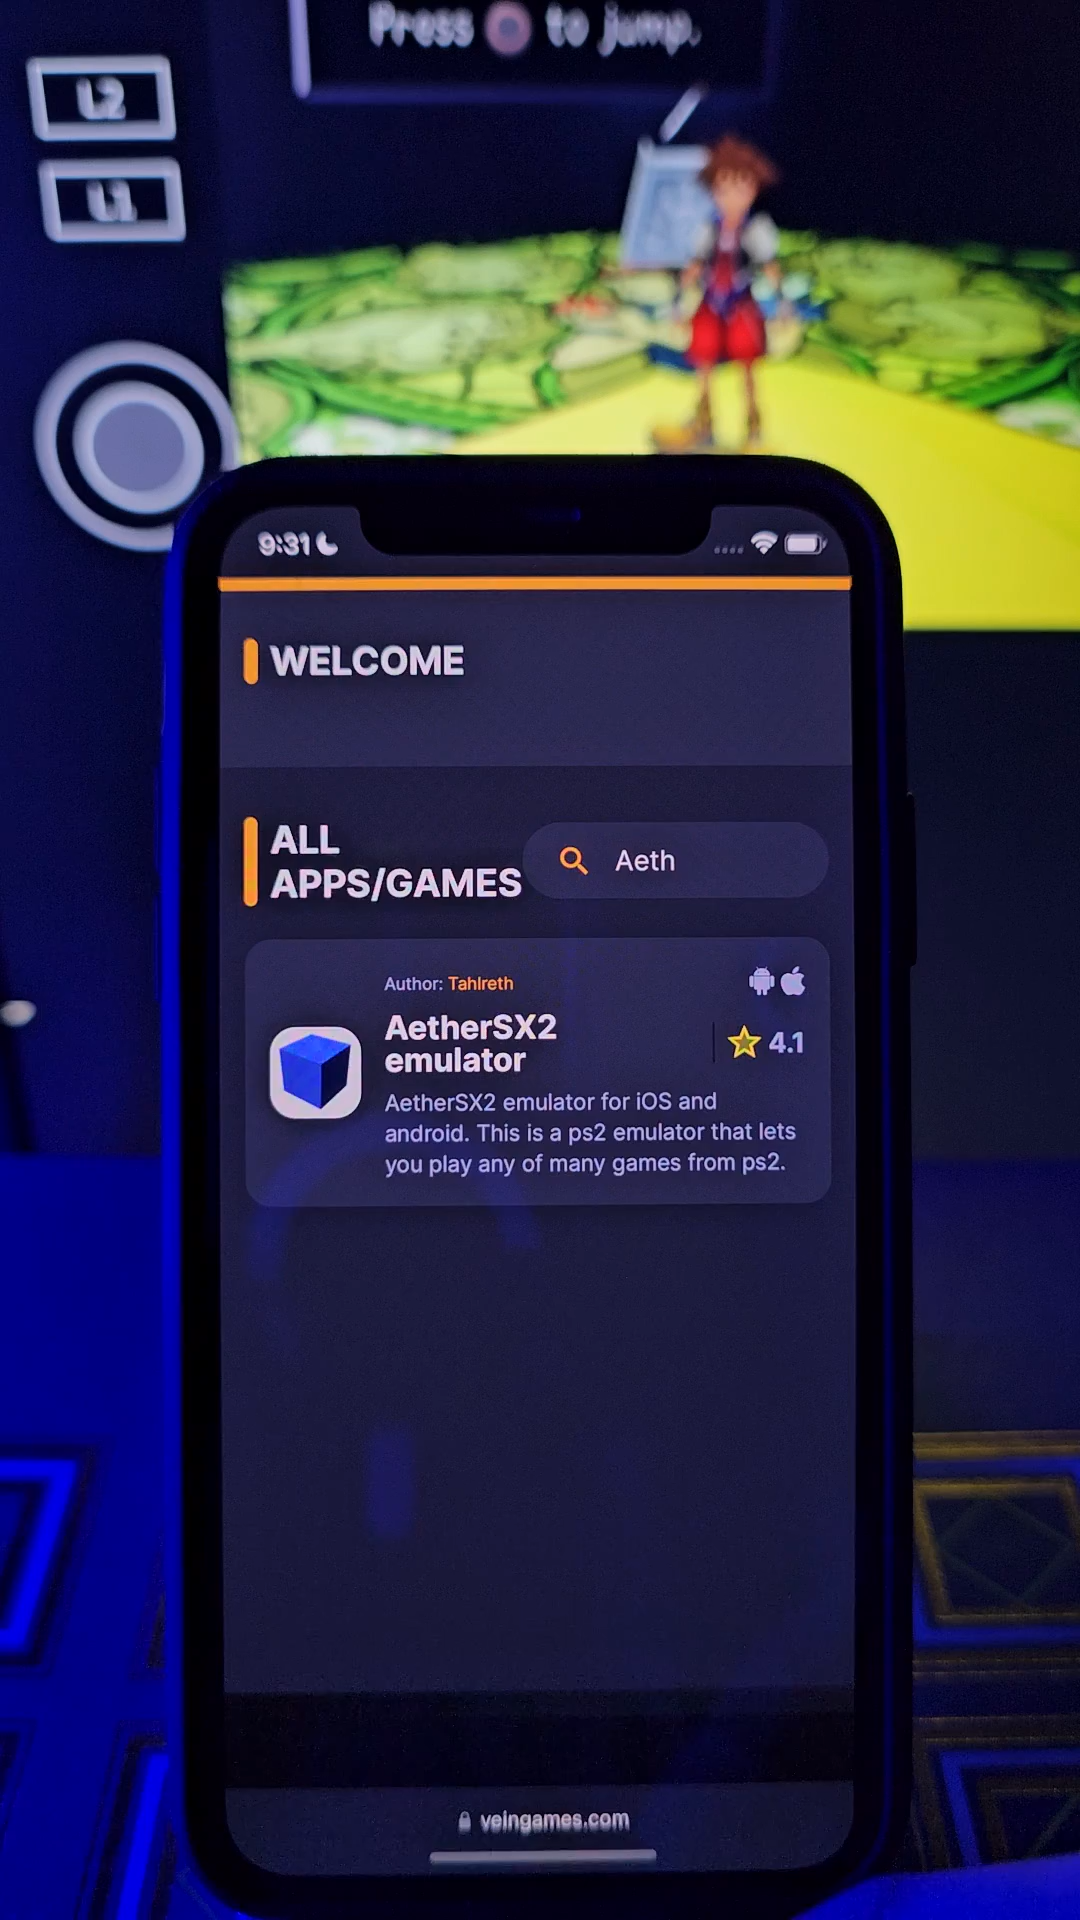 Press to jump.
L2
L1
9:31
WELCOME
ALL
APPS/GAMES
Aeth
Author: Tahlreth
AetherSX2
emulator
4.1
AetherSX2 emulator for iOS and
android. This is a ps2 emulator that lets
you play any of many games from ps2.
veingames.com